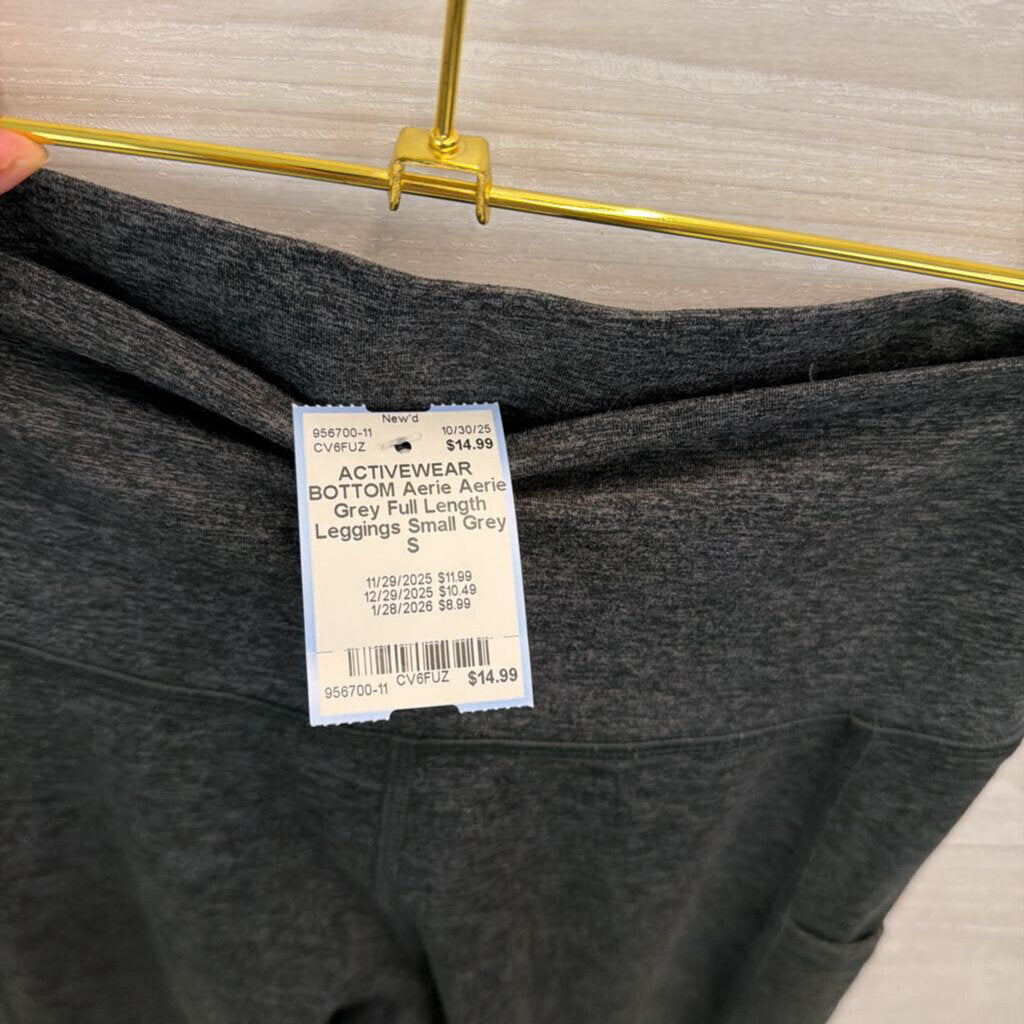 New'd
956700-11 10/30/25
CV6FUZ $14.99
ACTIVEWEAR
BOTTOM Aerie Aerie
Grey Full Length
Leggings Small Grey
S
11/29/2025 $11.99
12/29/2025 $10.49
1/28/2026 $8.99
956700-11 CV6FUZ $14.99